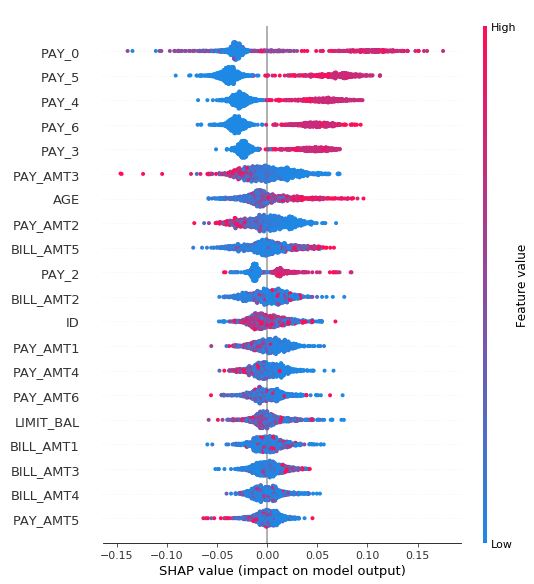 High
PAY_0
PAY_5
PAY_4
PAY_6
PAY_3
PAY_AMT3
AGE
PAY_AMT2
BILL_AMT5
PAY_2
BILL_AMT2
ID
PAY_AMT1
PAY_AMT4
PAY_AMT6
LIMIT_BAL
BILL_AMT1
BILL_AMT3
BILL_AMT4
PAY_AMT5
Feature value
Low
−0.15 −0.10 −0.05 0.00 0.05 0.10 0.15
SHAP value (impact on model output)